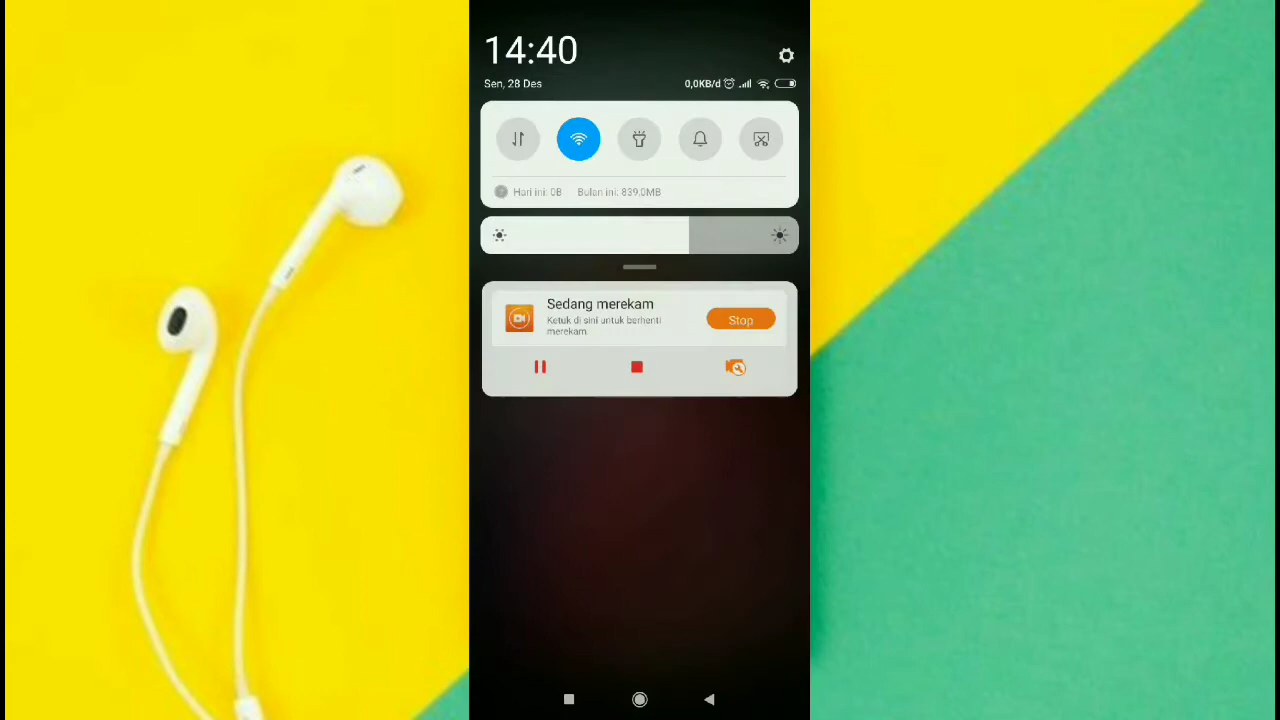 14:40
Sen, 28 Des
0,0KB/d
Hari ini: 0B Bulan ini: 839,0MB
Sedang merekam
Ketuk di sini untuk berhenti
merekam.
Stop